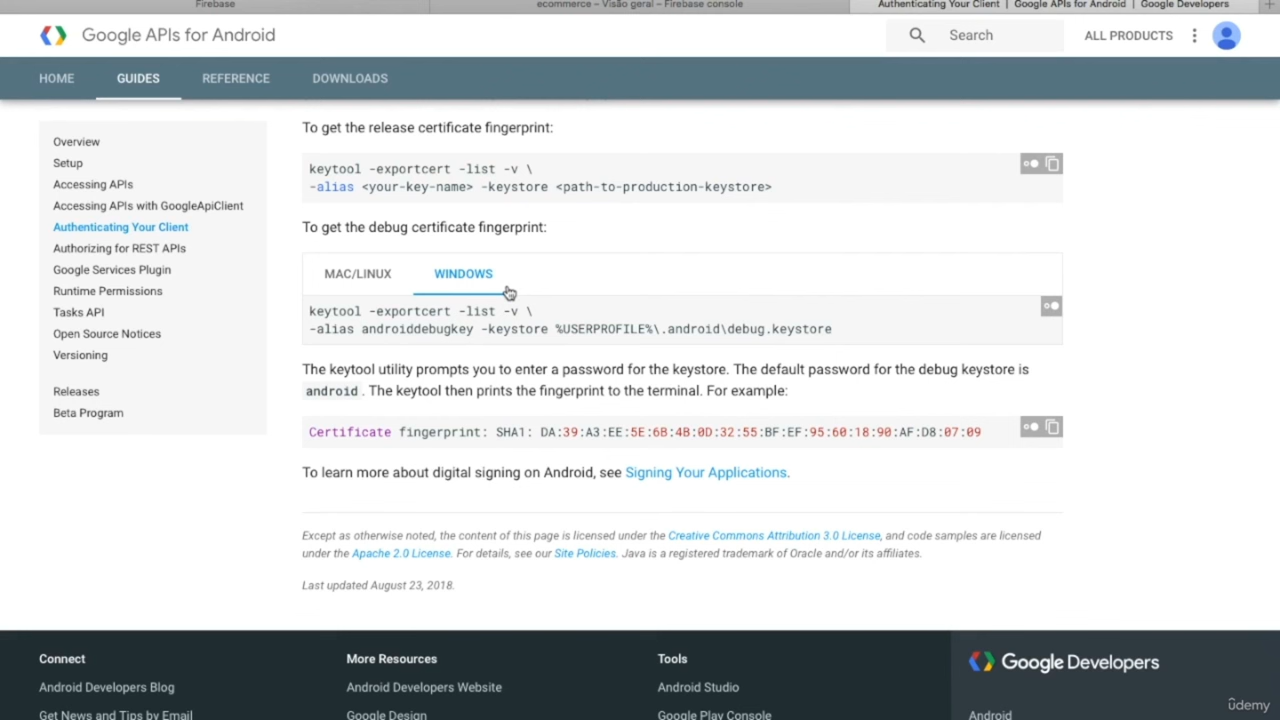 Firebase
ecommerce – Visão geral – Firebase console
Authenticating Your Client | Google APIs for Android | Google Developers
Google APIs for Android
Search
ALL PRODUCTS
HOME
GUIDES
REFERENCE
DOWNLOADS
Overview
Setup
Accessing APIs
Accessing APIs with GoogleApiClient
Authenticating Your Client
Authorizing for REST APIs
Google Services Plugin
Runtime Permissions
Tasks API
Open Source Notices
Versioning
Releases
Beta Program
To get the release certificate fingerprint:
keytool -exportcert -list -v \
-alias <your-key-name> -keystore <path-to-production-keystore>
To get the debug certificate fingerprint:
MAC/LINUX
WINDOWS
keytool -exportcert -list -v \
-alias androiddebugkey -keystore %USERPROFILE%\.android\debug.keystore
The keytool utility prompts you to enter a password for the keystore. The default password for the debug keystore is
android . The keytool then prints the fingerprint to the terminal. For example:
Certificate fingerprint: SHA1: DA:39:A3:EE:5E:6B:4B:0D:32:55:BF:EF:95:60:18:90:AF:D8:07:09
To learn more about digital signing on Android, see Signing Your Applications.
Except as otherwise noted, the content of this page is licensed under the Creative Commons Attribution 3.0 License, and code samples are licensed
under the Apache 2.0 License. For details, see our Site Policies. Java is a registered trademark of Oracle and/or its affiliates.
Last updated August 23, 2018.
Connect
Android Developers Blog
Get News and Tips by Email
More Resources
Android Developers Website
Google Design
Tools
Android Studio
Google Play Console
Google Developers
Android
ûdemy